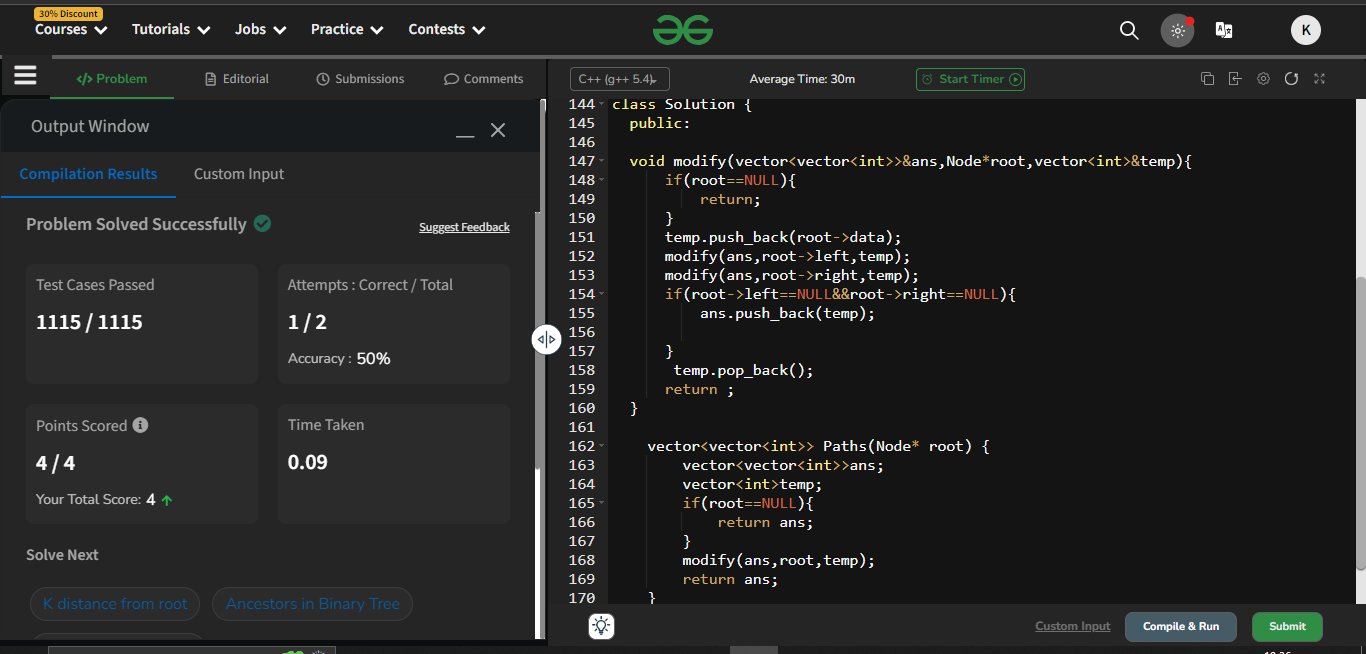 30% Discount
Courses Tutorials Jobs Practice Contests
K
</> Problem Editorial Submissions Comments
C++ (g++ 5.4) Average Time: 30m Start Timer
Output Window
Compilation Results Custom Input
Problem Solved Successfully
Suggest Feedback
Test Cases Passed
1115 / 1115
Attempts : Correct / Total
1 / 2
Accuracy : 50%
Points Scored
4 / 4
Your Total Score: 4
Time Taken
0.09
Solve Next
K distance from root Ancestors in Binary Tree
144 class Solution {
145 public:
146
147 void modify(vector<vector<int>>&ans,Node*root,vector<int>&temp){
148 if(root==NULL){
149 return;
150 }
151 temp.push_back(root->data);
152 modify(ans,root->left,temp);
153 modify(ans,root->right,temp);
154 if(root->left==NULL&&root->right==NULL){
155 ans.push_back(temp);
156
157 }
158 temp.pop_back();
159 return ;
160 }
161
162 vector<vector<int>> Paths(Node* root) {
163 vector<vector<int>>ans;
164 vector<int>temp;
165 if(root==NULL){
166 return ans;
167 }
168 modify(ans,root,temp);
169 return ans;
170 }
Custom Input Compile & Run Submit